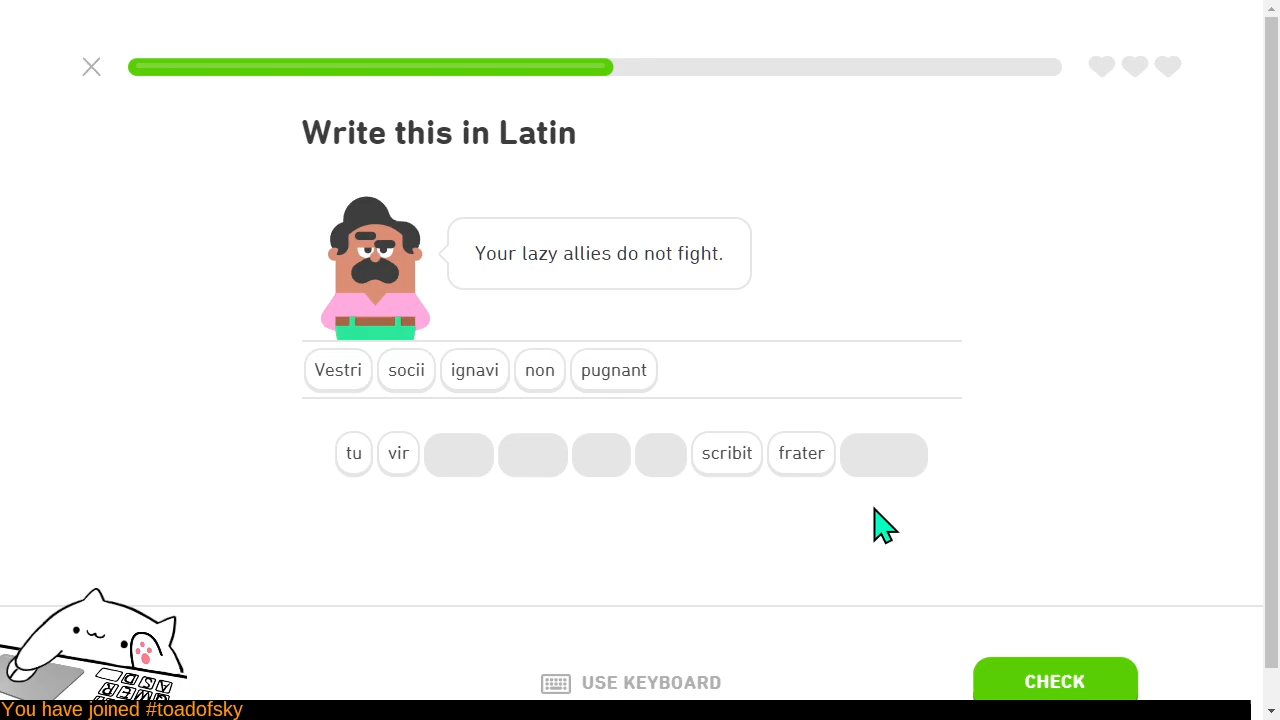 Write this in Latin
Your lazy allies do not fight.
Vestri socii ignavi non pugnant
tu vir scribit frater
USE KEYBOARD
CHECK
You have joined #toadofsky